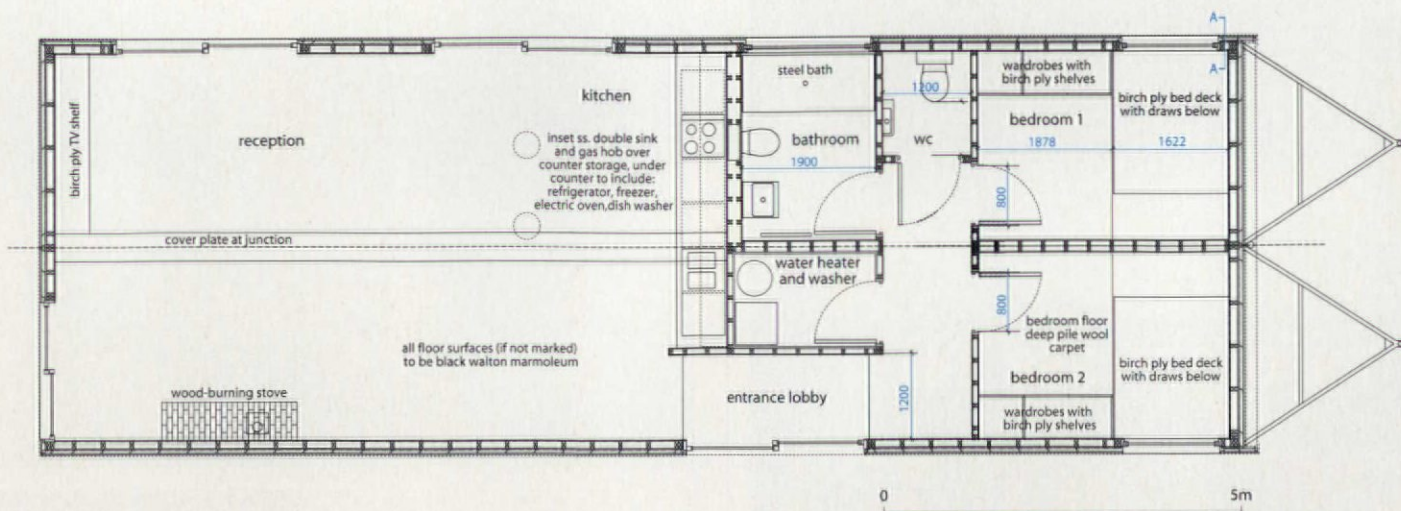 A-
A-
steel bath
wardrobes with
birch ply shelves
1200
kitchen
birch ply bed deck
with draws below
birch ply TV shelf
reception
bathroom
wc
bedroom 1
inset ss. double sink
and gas hob over
counter storage, under
counter to include:
refrigerator, freezer,
electric oven,dish washer
1900
1878
1622
800
cover plate at junction
water heater
and washer
800
bedroom floor
deep pile wool
carpet
all floor surfaces (if not marked)
to be black walton marmoleum
birch ply bed deck
with draws below
bedroom 2
wood-burning stove
entrance lobby
1200
wardrobes with
birch ply shelves
0
5m